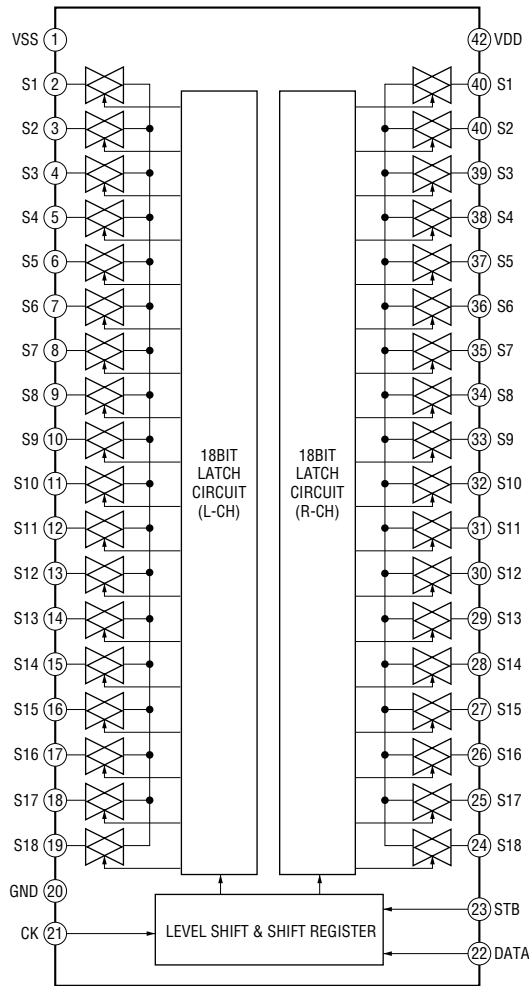 VSS 1 42 VDD
S1 2 40 S1
S2 3 40 S2
S3 4 39 S3
S4 5 38 S4
S5 6 37 S5
S6 7 36 S6
S7 8 35 S7
S8 9 34 S8
S9 10 33 S9
S10 11 32 S10
S11 12 31 S11
S12 13 30 S12
S13 14 29 S13
S14 15 28 S14
S15 16 27 S15
S16 17 26 S16
S17 18 25 S17
S18 19 24 S18
18BIT
LATCH
CIRCUIT
(L-CH)
18BIT
LATCH
CIRCUIT
(R-CH)
GND 20
CK 21
LEVEL SHIFT & SHIFT REGISTER
23 STB
22 DATA